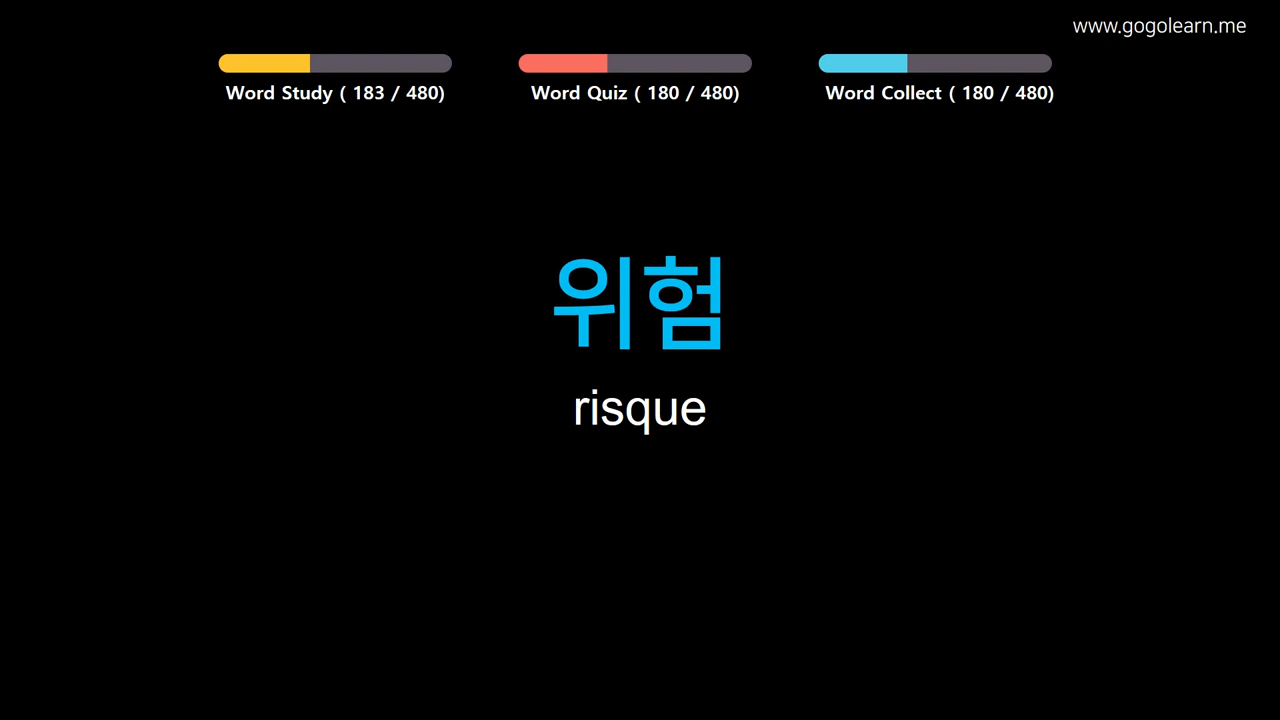 www.gogolearn.me
Word Study ( 183 / 480)
Word Quiz ( 180 / 480)
Word Collect ( 180 / 480)
위험
risque